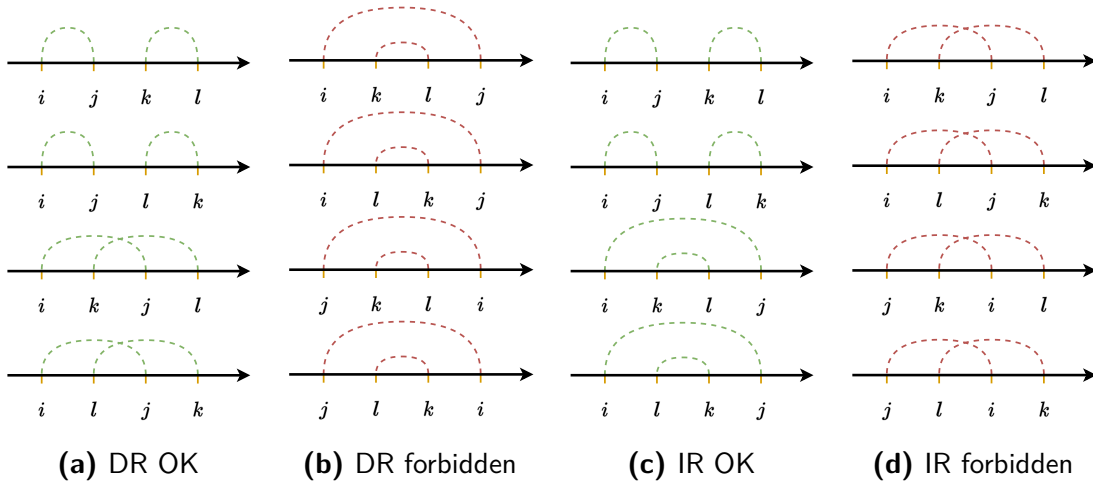 i j k l
i k l j
i j k l
i k j l
i j l k
i l k j
i j l k
i l j k
i k j l
j k l i
i k l j
j k i l
i l j k
j l k i
i l k j
j l i k
(a) DR OK
(b) DR forbidden
(c) IR OK
(d) IR forbidden